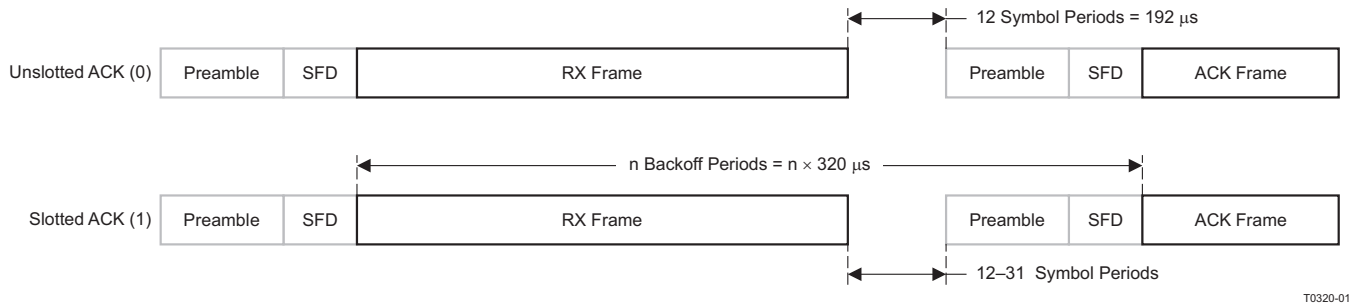 12 Symbol Periods = 192 μs
Unslotted ACK (0) Preamble SFD RX Frame Preamble SFD ACK Frame
n Backoff Periods = n × 320 μs
Slotted ACK (1) Preamble SFD RX Frame Preamble SFD ACK Frame
12–31 Symbol Periods
T0320-01